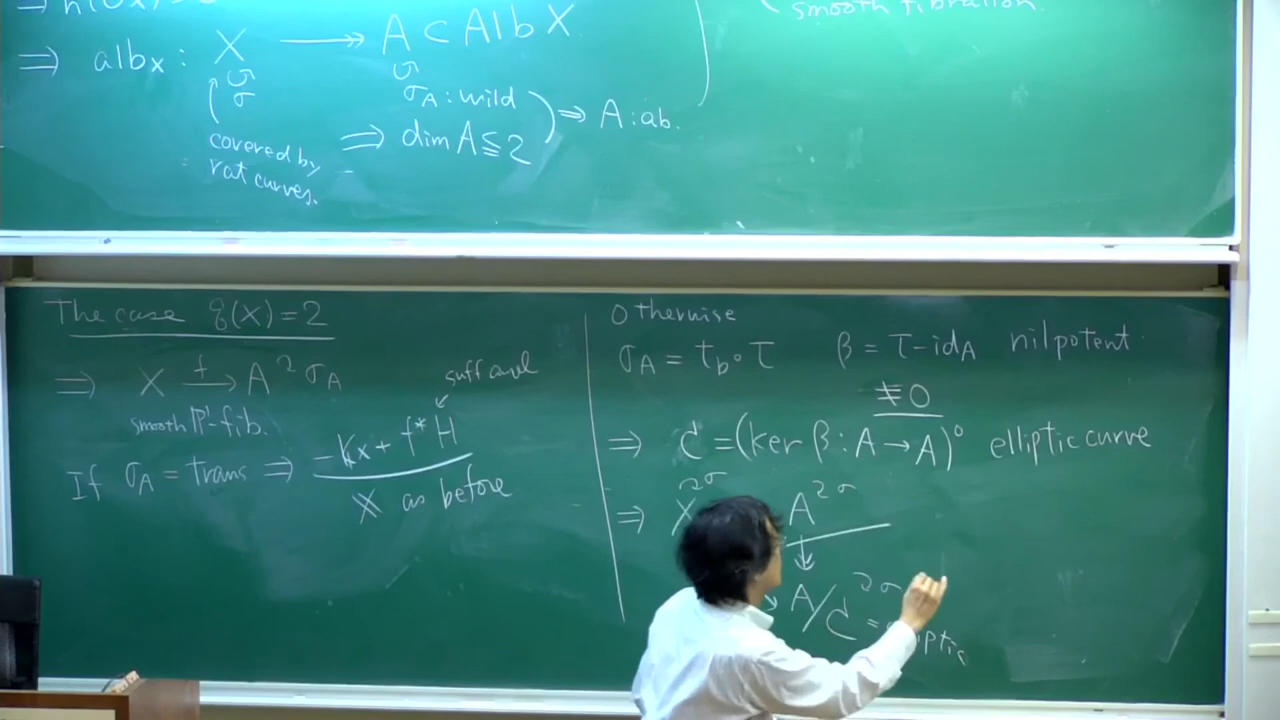 ⇒ alb_X : X ↠ A ⊂ Alb X
σ σ_A : wild
covered by rat curves. ⇒ dim A ≦ 2 ) ⇒ A : ab.
smooth fibration.
The case q(X) = 2
⇒ X →^f A ↺ σ_A
smooth P¹-fib.
suff
If σ_A = trans ⇒ -K_X + f*H
※ as before
Otherwise
σ_A = t_b ∘ τ β = τ - id_A nilpotent
≢ 0
⇒ C = (ker β : A → A)° elliptic curve
⇒ X ↺ σ A ↺ σ
↠
↘ A/C ↺ σ